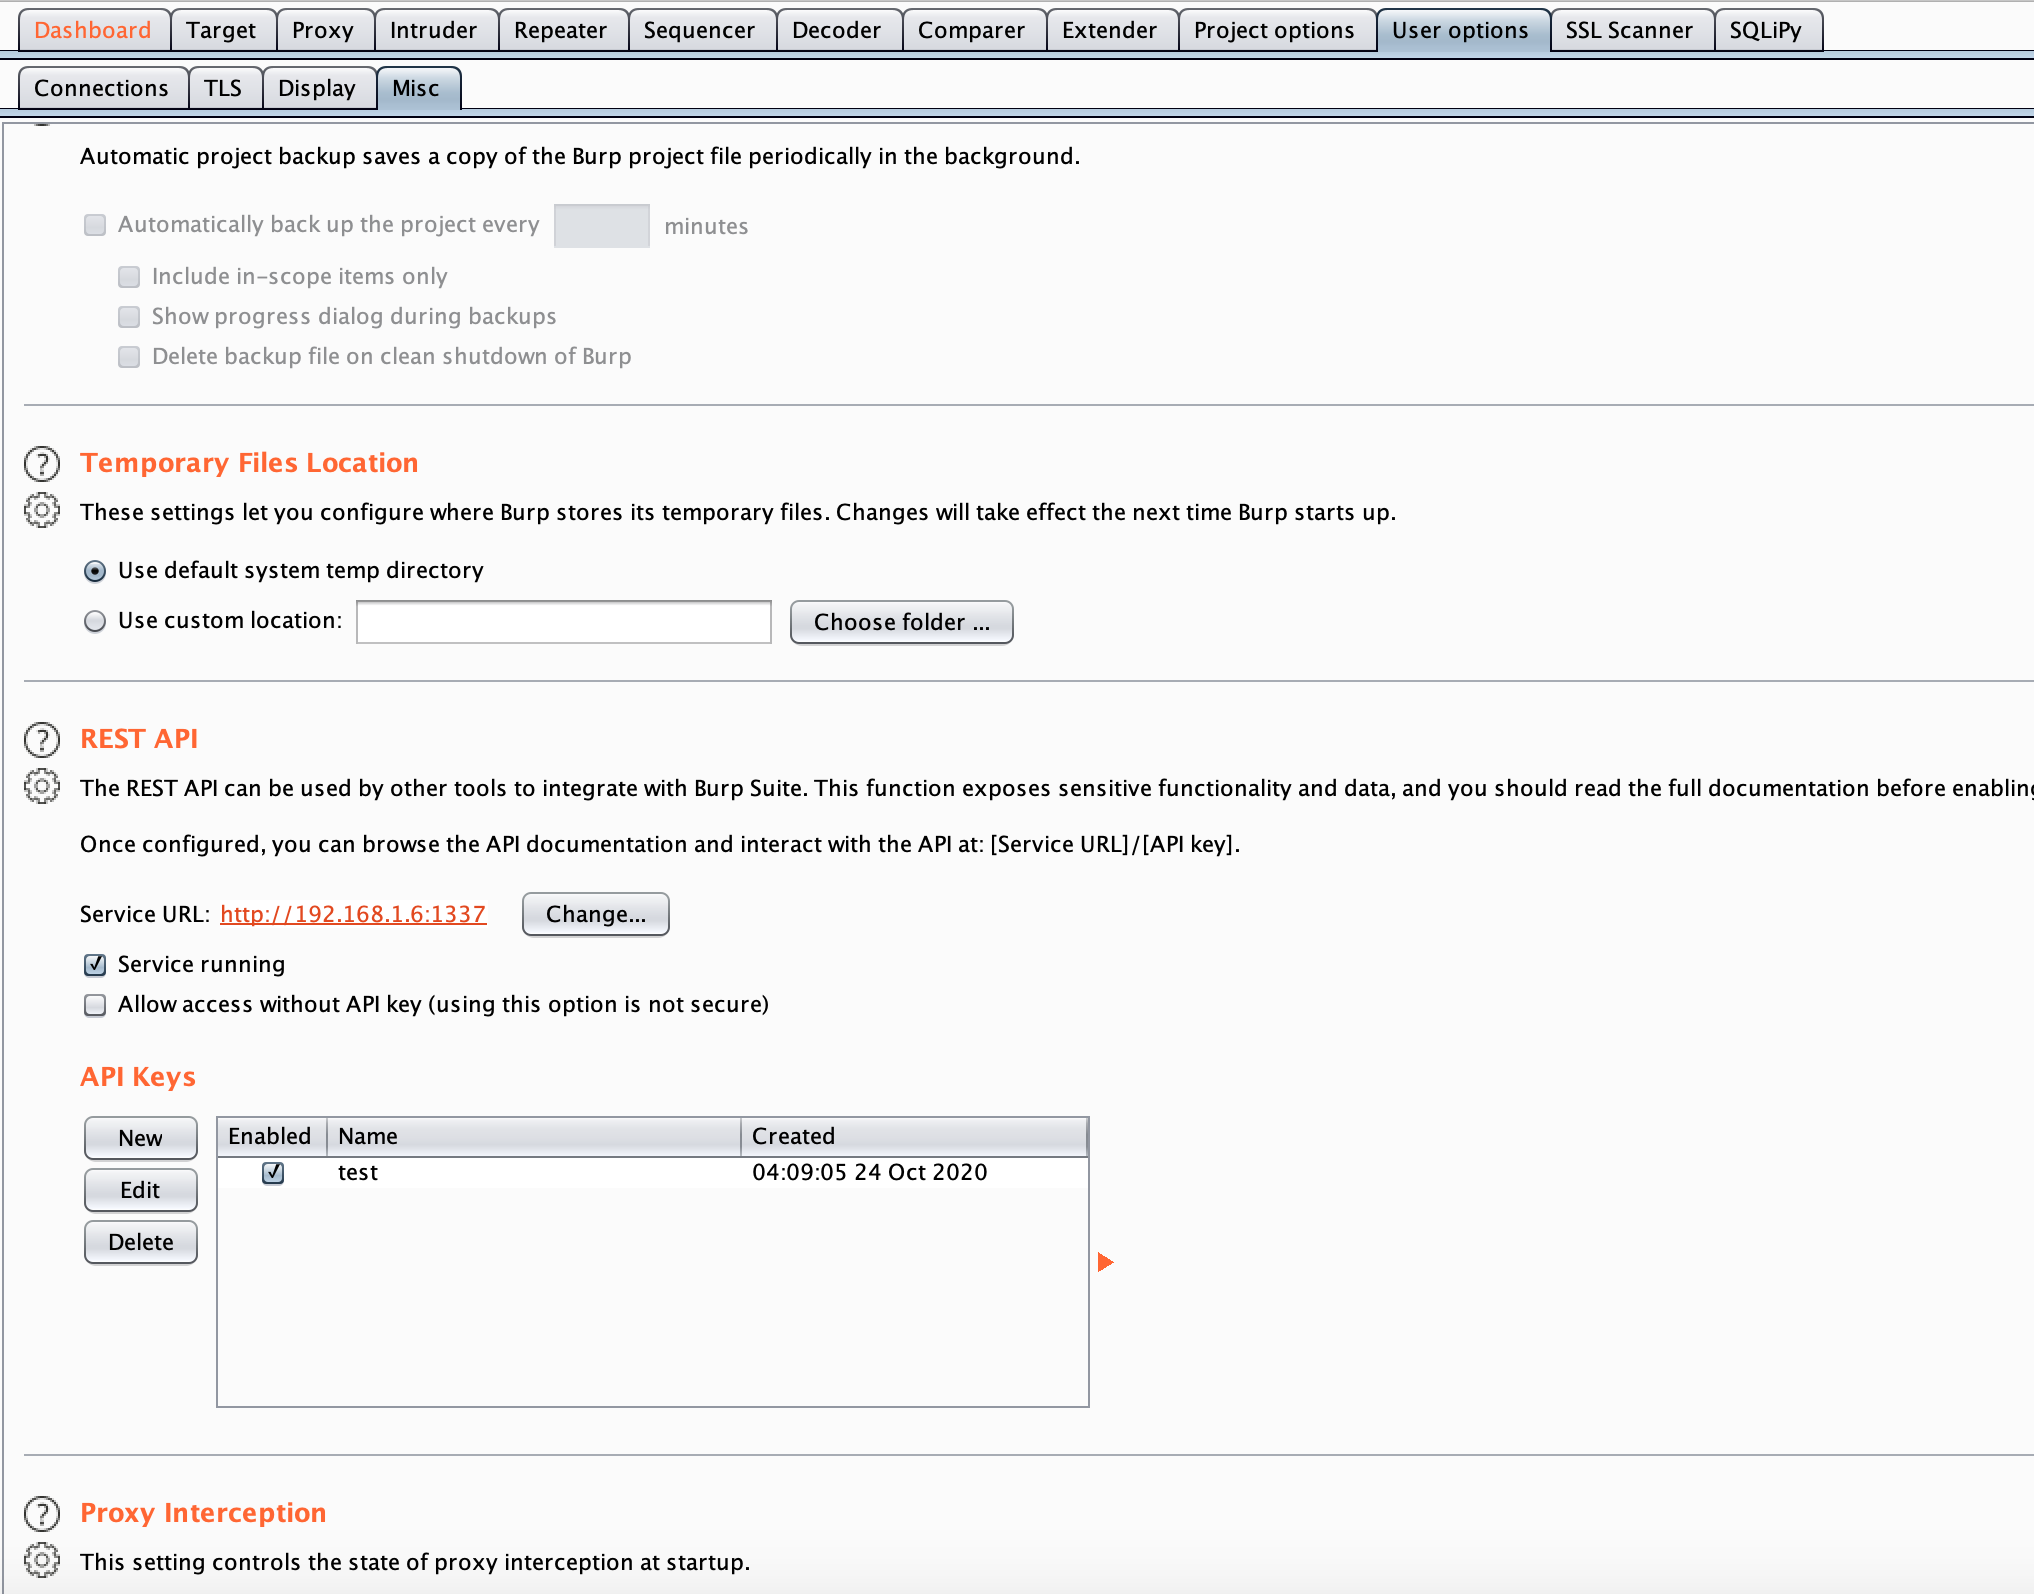 Dashboard Target Proxy Intruder Repeater Sequencer Decoder Comparer Extender Project options User options SSL Scanner SQLiPy
Connections TLS Display Misc
Automatic project backup saves a copy of the Burp project file periodically in the background.
Automatically back up the project every minutes
Include in-scope items only
Show progress dialog during backups
Delete backup file on clean shutdown of Burp
? Temporary Files Location
These settings let you configure where Burp stores its temporary files. Changes will take effect the next time Burp starts up.
Use default system temp directory
Use custom location: Choose folder ...
? REST API
The REST API can be used by other tools to integrate with Burp Suite. This function exposes sensitive functionality and data, and you should read the full documentation before enabling
Once configured, you can browse the API documentation and interact with the API at: [Service URL]/[API key].
Service URL: http://192.168.1.6:1337 Change...
Service running
Allow access without API key (using this option is not secure)
API Keys
New
Edit
Delete
Enabled Name Created
test 04:09:05 24 Oct 2020
? Proxy Interception
This setting controls the state of proxy interception at startup.